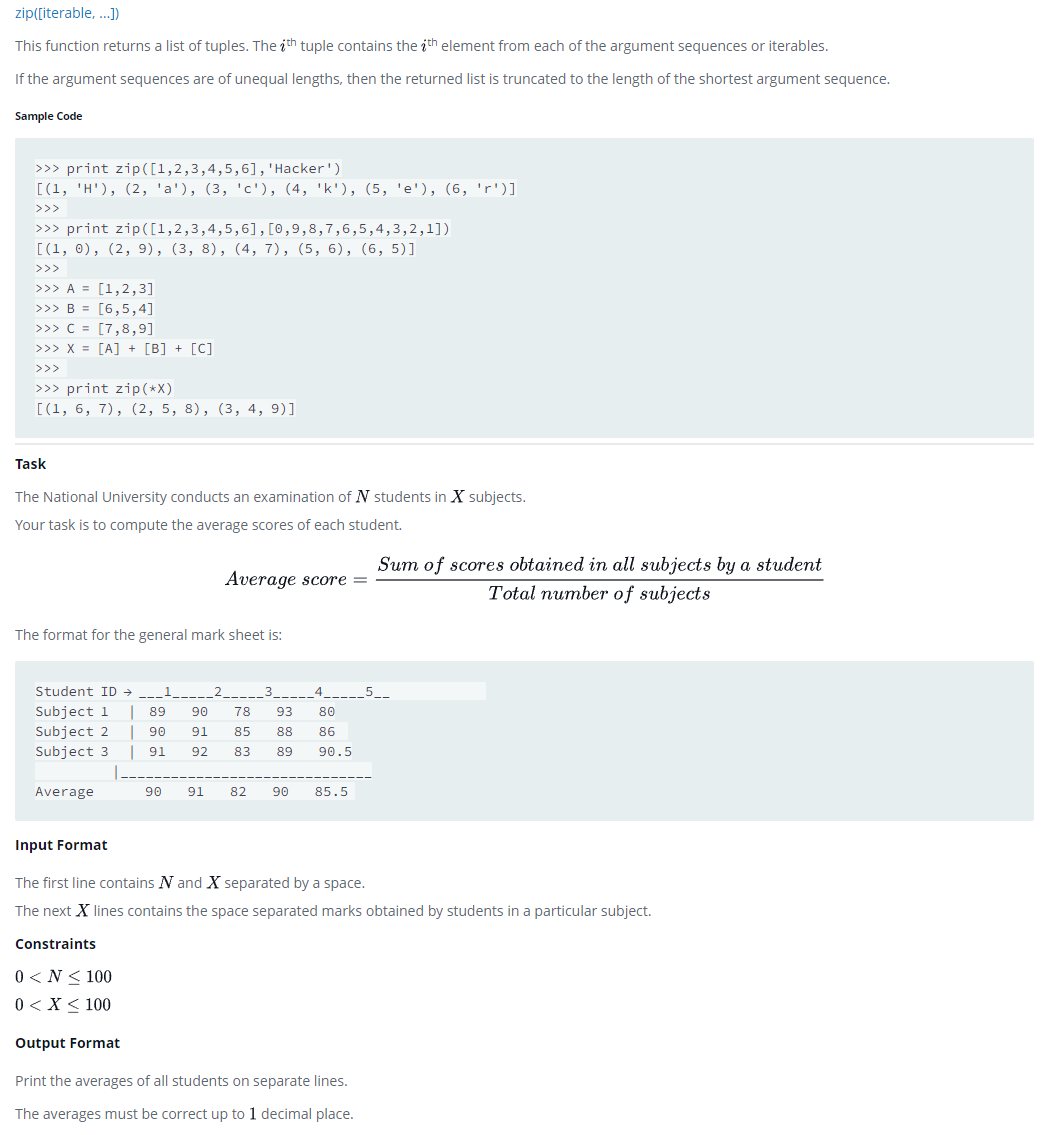 zip([iterable, ...])
This function returns a list of tuples. The ith tuple contains the ith element from each of the argument sequences or iterables.
If the argument sequences are of unequal lengths, then the returned list is truncated to the length of the shortest argument sequence.
Sample Code
>>> print zip([1,2,3,4,5,6],'Hacker')
[(1, 'H'), (2, 'a'), (3, 'c'), (4, 'k'), (5, 'e'), (6, 'r')]
>>>
>>> print zip([1,2,3,4,5,6],[0,9,8,7,6,5,4,3,2,1])
[(1, 0), (2, 9), (3, 8), (4, 7), (5, 6), (6, 5)]
>>>
>>> A = [1,2,3]
>>> B = [6,5,4]
>>> C = [7,8,9]
>>> X = [A] + [B] + [C]
>>>
>>> print zip(*X)
[(1, 6, 7), (2, 5, 8), (3, 4, 9)]
Task
The National University conducts an examination of N students in X subjects.
Your task is to compute the average scores of each student.
Average score = Sum of scores obtained in all subjects by a student / Total number of subjects
The format for the general mark sheet is:
Student ID → ___1_____2_____3_____4_____5__
Subject 1 | 89 90 78 93 80
Subject 2 | 90 91 85 88 86
Subject 3 | 91 92 83 89 90.5
|______________________________
Average 90 91 82 90 85.5
Input Format
The first line contains N and X separated by a space.
The next X lines contains the space separated marks obtained by students in a particular subject.
Constraints
0 < N ≤ 100
0 < X ≤ 100
Output Format
Print the averages of all students on separate lines.
The averages must be correct up to 1 decimal place.